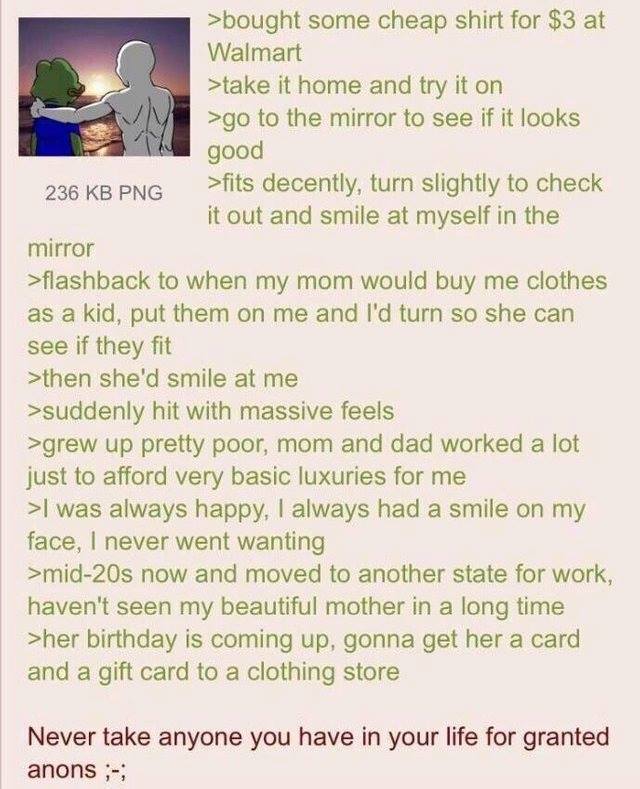 >bought some cheap shirt for $3 at
Walmart
>take it home and try it on
>go to the mirror to see if it looks
good
>fits decently, turn slightly to check
it out and smile at myself in the
mirror
236 KB PNG
>flashback to when my mom would buy me clothes
as a kid, put them on me and I'd turn so she can
see if they fit
>then she'd smile at me
>suddenly hit with massive feels
>grew up pretty poor, mom and dad worked a lot
just to afford very basic luxuries for me
>I was always happy, I always had a smile on my
face, I never went wanting
>mid-20s now and moved to another state for work,
haven't seen my beautiful mother in a long time
>her birthday is coming up, gonna get her a card
and a gift card to a clothing store
Never take anyone you have in your life for granted
anons ;-;